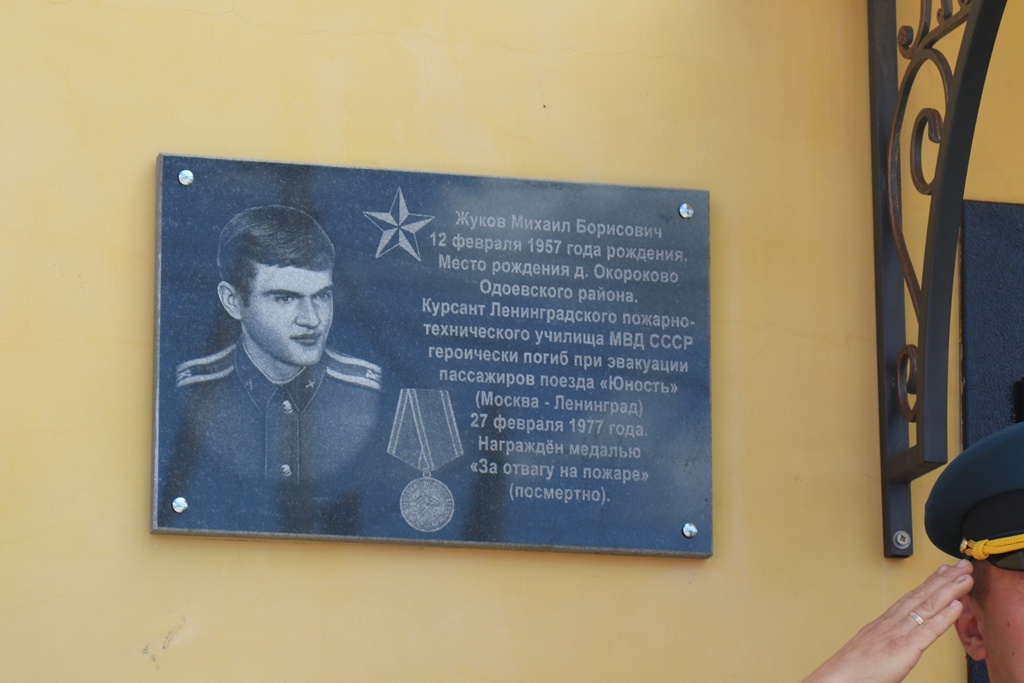 Жуков Михаил Борисович
12 февраля 1957 года рождения.
Место рождения д. Окороково
Одоевского района.
Курсант Ленинградского пожарно-
технического училища МВД СССР
героически погиб при эвакуации
пассажиров поезда «Юность»
(Москва - Ленинград)
27 февраля 1977 года.
Награждён медалью
«За отвагу на пожаре»
(посмертно).